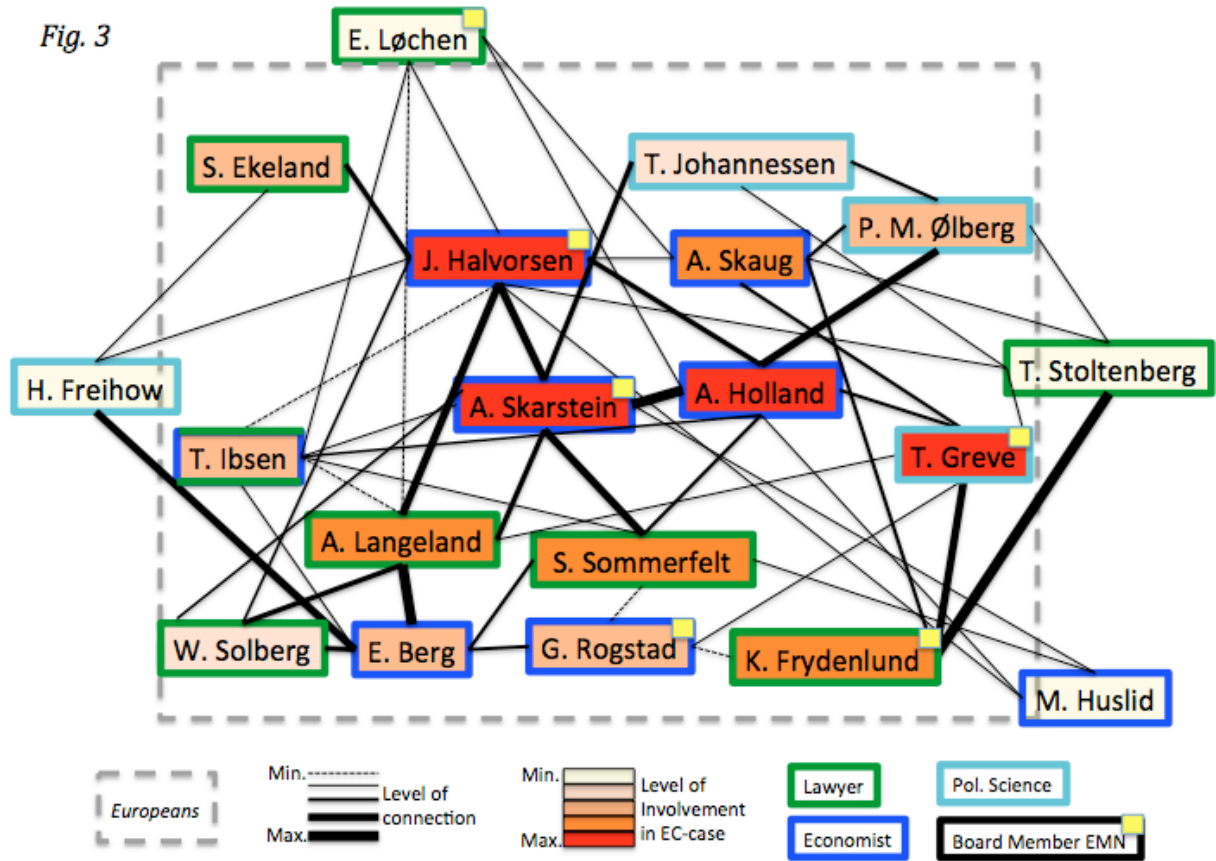 Fig. 3
E. Løchen
S. Ekeland
T. Johannessen
P. M. Ølberg
J. Halvorsen
A. Skaug
H. Freihow
T. Stoltenberg
A. Skarstein
A. Holland
T. Ibsen
T. Greve
A. Langeland
S. Sommerfelt
W. Solberg
E. Berg
G. Rogstad
K. Frydenlund
M. Huslid
Europeans
Min.
Level of
connection
Max.
Min.
Level of
Involvement
in EC-case
Max.
Lawyer
Pol. Science
Economist
Board Member EMN